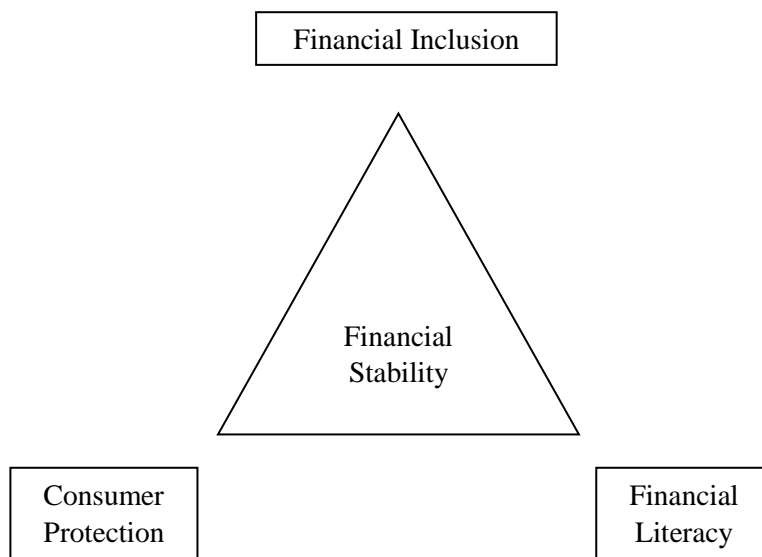 Financial Inclusion
Financial
Stability
Consumer
Protection
Financial
Literacy